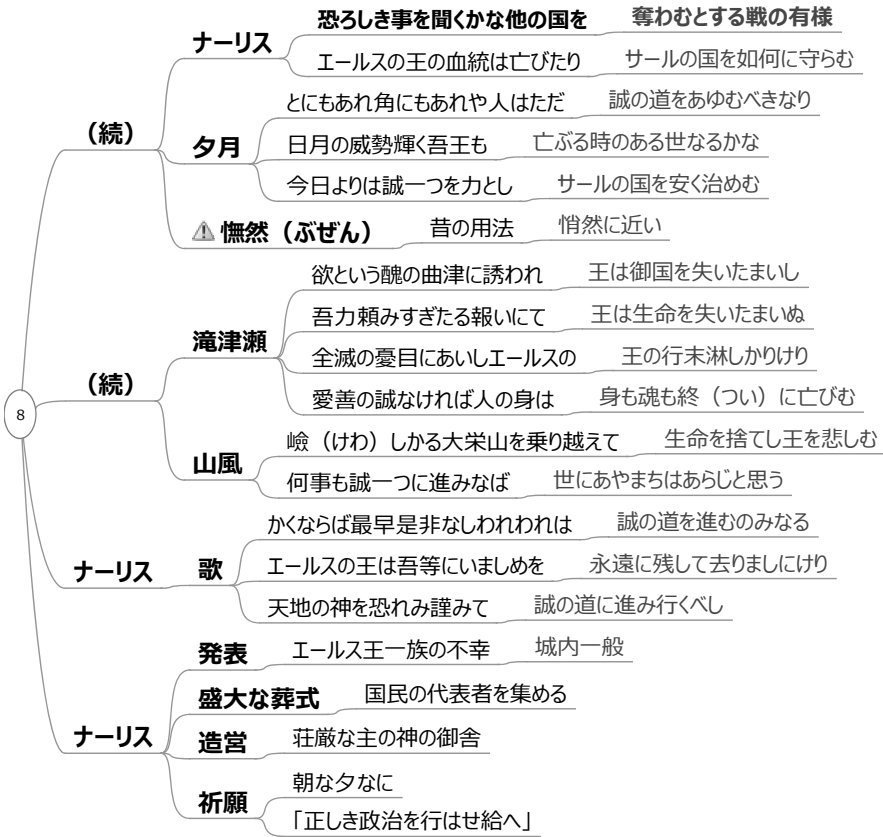 8
（続）
ナーリス
恐ろしき事を聞くかな他の国を 奪わむとする戦の有様
エールスの王の血統は亡びたり サールの国を如何に守らむ
夕月
とにもあれ角にもあれや人はただ 誠の道をあゆむべきなり
日月の威勢輝く吾王も 亡ぶる時のある世なるかな
今日よりは誠一つを力とし サールの国を安く治めむ
憮然（ぶぜん） 昔の用法 悄然に近い
（続）
滝津瀬
欲という醜の曲津に誘われ 王は御国を失いたまいし
吾力頼みすぎたる報いにて 王は生命を失いたまいぬ
全滅の憂目にあいしエールスの 王の行末淋しかりけり
愛善の誠なければ人の身は 身も魂も終（つい）に亡びむ
山風
嶮（けわ）しかる大栄山を乗り越えて 生命を捨てし王を悲しむ
何事も誠一つに進みなば 世にあやまちはあらじと思う
ナーリス 歌
かくならば最早是非なしわれわれは 誠の道を進むのみなる
エールスの王は吾等にいましめを 永遠に残して去りましにけり
天地の神を恐れみ謹みて 誠の道に進み行くべし
ナーリス
発表 エールス王一族の不幸 城内一般
盛大な葬式 国民の代表者を集める
造営 荘厳な主の神の御舎
祈願
朝な夕なに
「正しき政治を行はせ給へ」